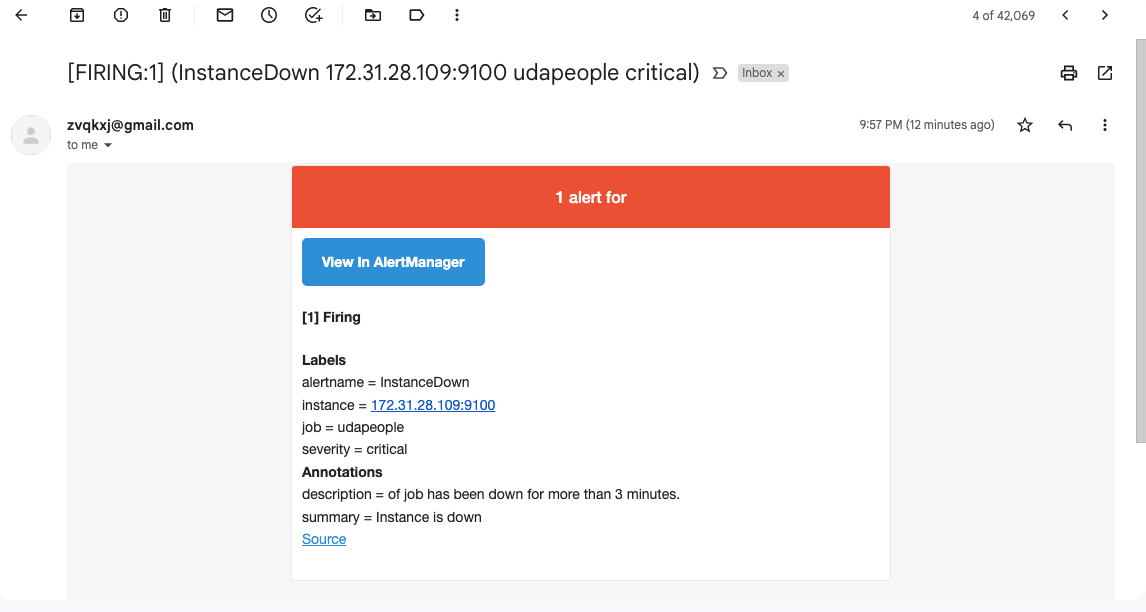 4 of 42,069
[FIRING:1] (InstanceDown 172.31.28.109:9100 udapeople critical)
Inbox ×
zvqkxj@gmail.com
9:57 PM (12 minutes ago)
to me
1 alert for
View In AlertManager
[1] Firing
Labels
alertname = InstanceDown
instance = 172.31.28.109:9100
job = udapeople
severity = critical
Annotations
description = of job has been down for more than 3 minutes.
summary = Instance is down
Source